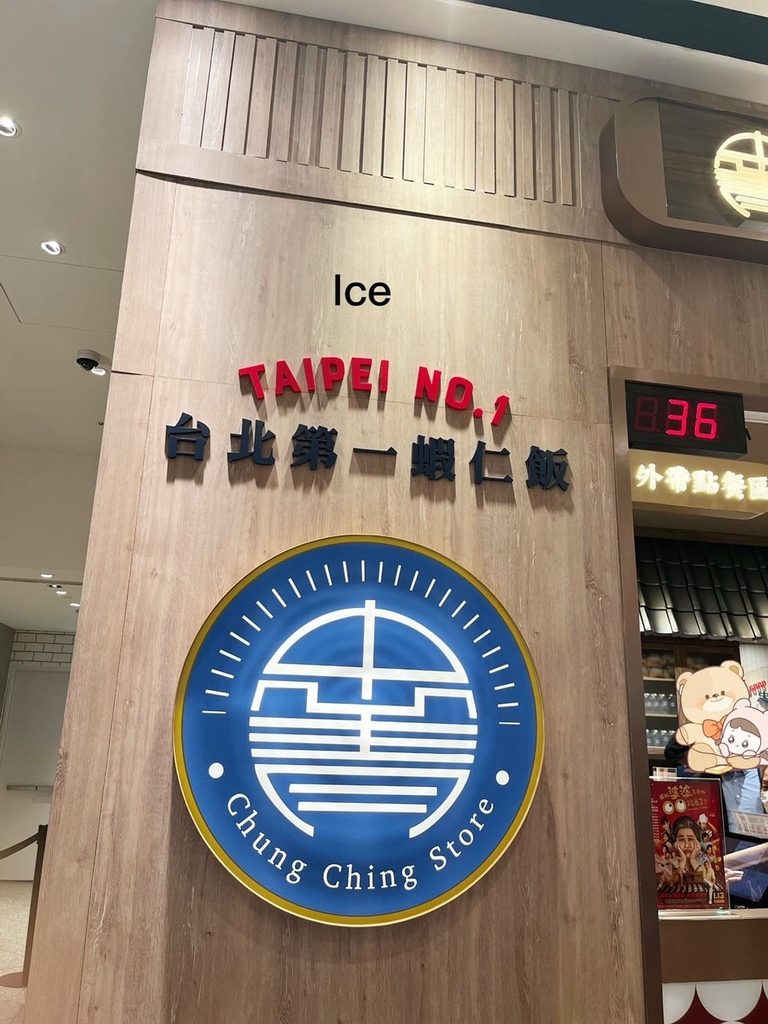 Ice
TAIPEI NO.1
台北第一蝦仁飯
36
外帶點餐區
Chung Ching Store